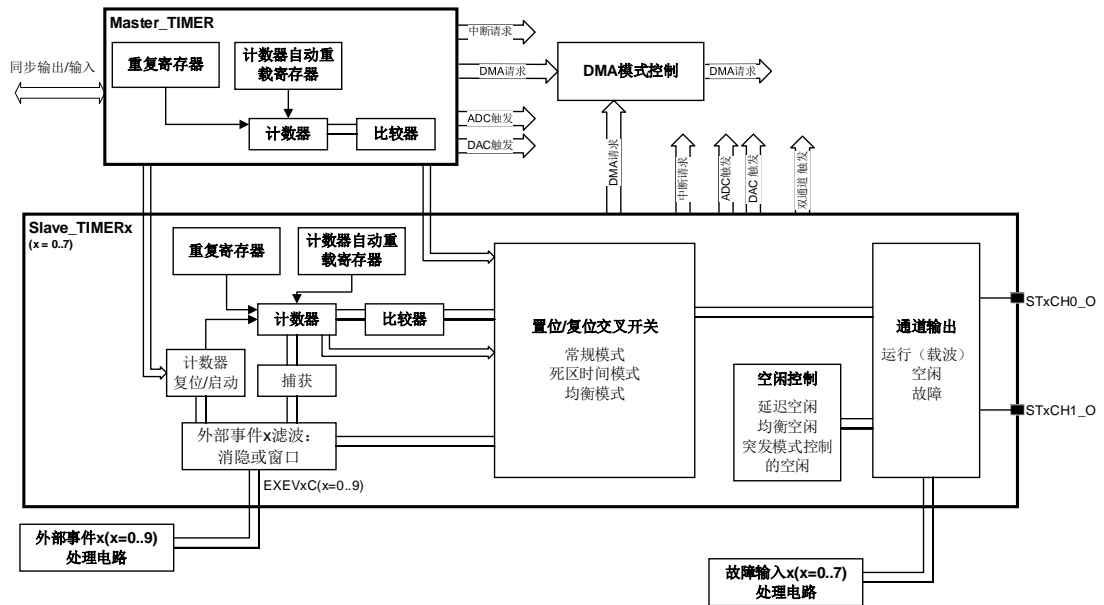 Master_TIMER
同步输出/输入
重复寄存器
计数器自动重
载寄存器
计数器
比较器
中断请求
DMA请求
ADC触发
DAC触发
DMA模式控制
DMA请求
DMA请求
中断请求
ADC触发
DAC 触发
双通道 触发
Slave_TIMERx
(x = 0..7)
重复寄存器
计数器自动重
载寄存器
计数器
比较器
计数器
复位/启动
捕获
外部事件x滤波:
消隐或窗口
EXEVxC(x=0..9)
置位/复位交叉开关
常规模式
死区时间模式
均衡模式
空闲控制
延迟空闲
均衡空闲
突发模式控制
的空闲
通道输出
运行（载波）
空闲
故障
STxCH0_O
STxCH1_O
外部事件x(x=0..9)
处理电路
故障输入x(x=0..7)
处理电路